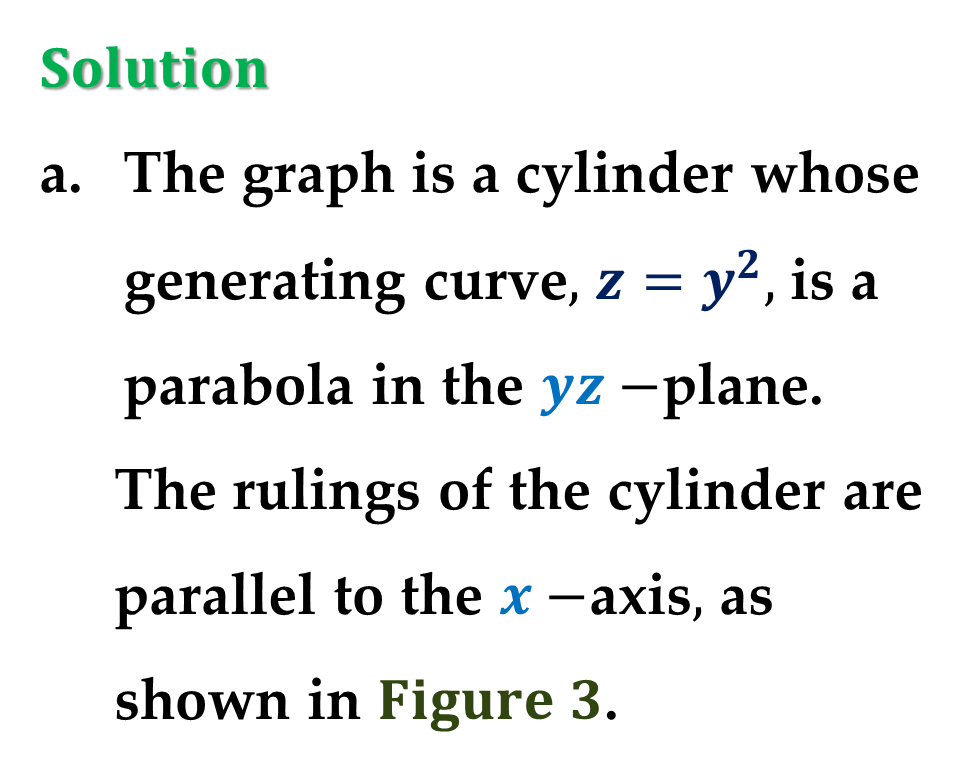 Solution
a. The graph is a cylinder whose
generating curve, z = y², is a
parabola in the yz −plane.
The rulings of the cylinder are
parallel to the x −axis, as
shown in Figure 3.